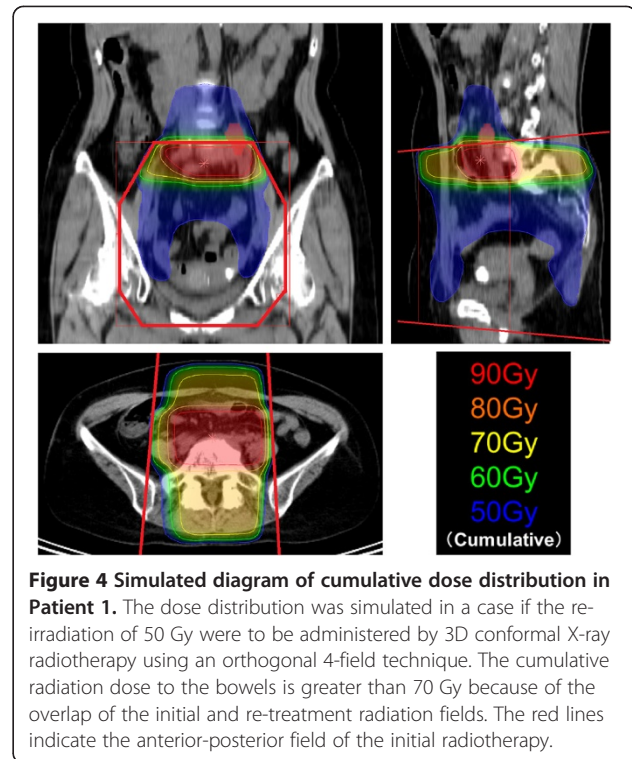 90Gy
80Gy
70Gy
60Gy
50Gy
(Cumulative)
Figure 4 Simulated diagram of cumulative dose distribution in
Patient 1. The dose distribution was simulated in a case if the re-
irradiation of 50 Gy were to be administered by 3D conformal X-ray
radiotherapy using an orthogonal 4-field technique. The cumulative
radiation dose to the bowels is greater than 70 Gy because of the
overlap of the initial and re-treatment radiation fields. The red lines
indicate the anterior-posterior field of the initial radiotherapy.